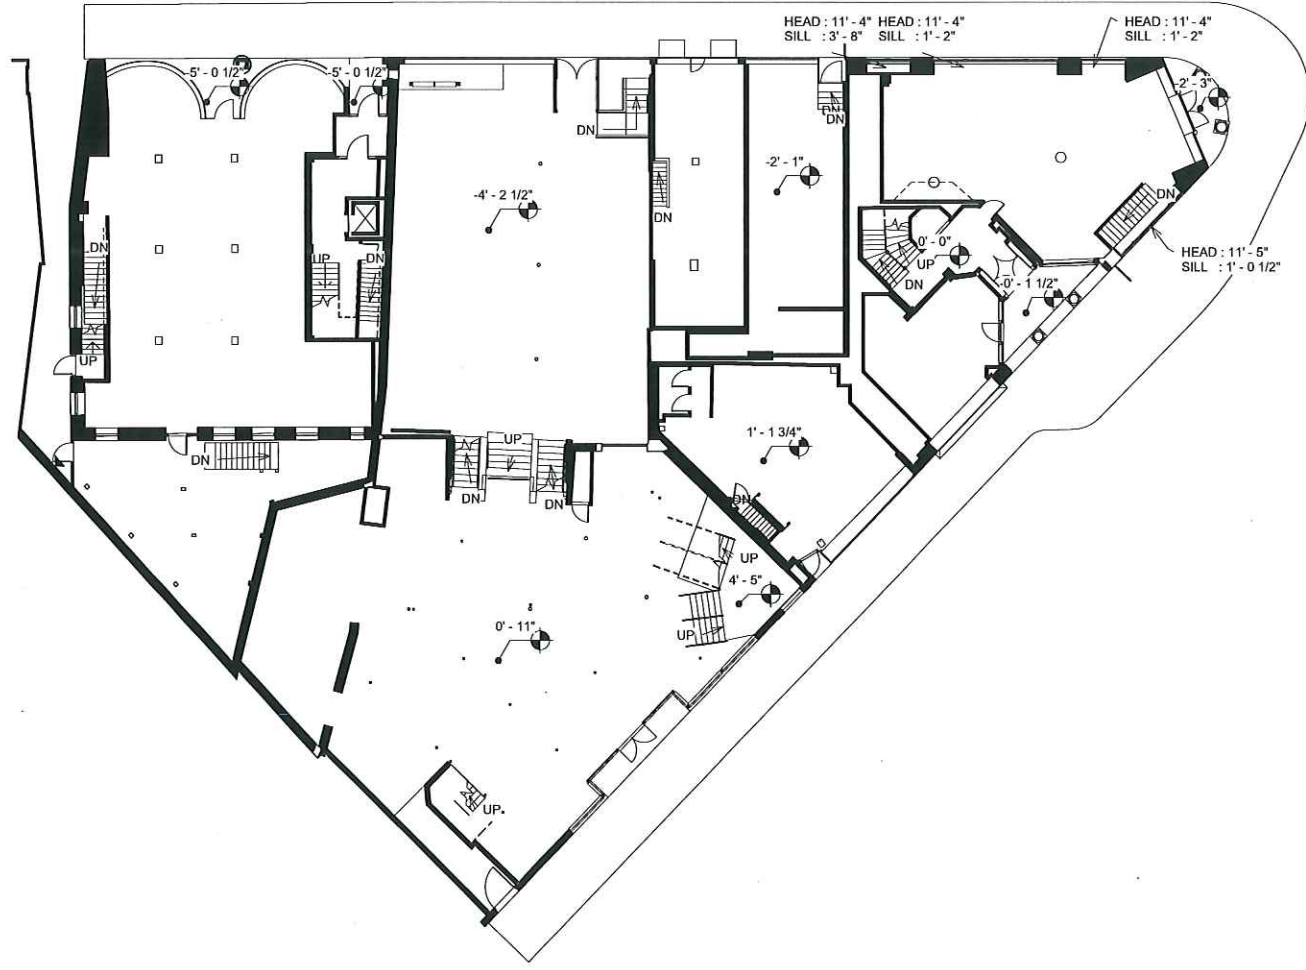 HEAD : 11' - 4"
SILL : 3' - 8"
HEAD : 11' - 4"
SILL : 1' - 2"
HEAD : 11' - 4"
SILL : 1' - 2"
-5' - 0 1/2"
-5' - 0 1/2"
-2' - 3"
DN
DN
DN
-2' - 1"
-4' - 2 1/2"
DN
DN
DN
UP
DN
0' - 0"
UP
DN
HEAD : 11' - 5"
SILL : 1' - 0 1/2"
-0' - 1 1/2"
UP
DN
UP
DN
DN
1' - 1 3/4"
DN
UP
4' - 5"
UP
0' - 11"
UP